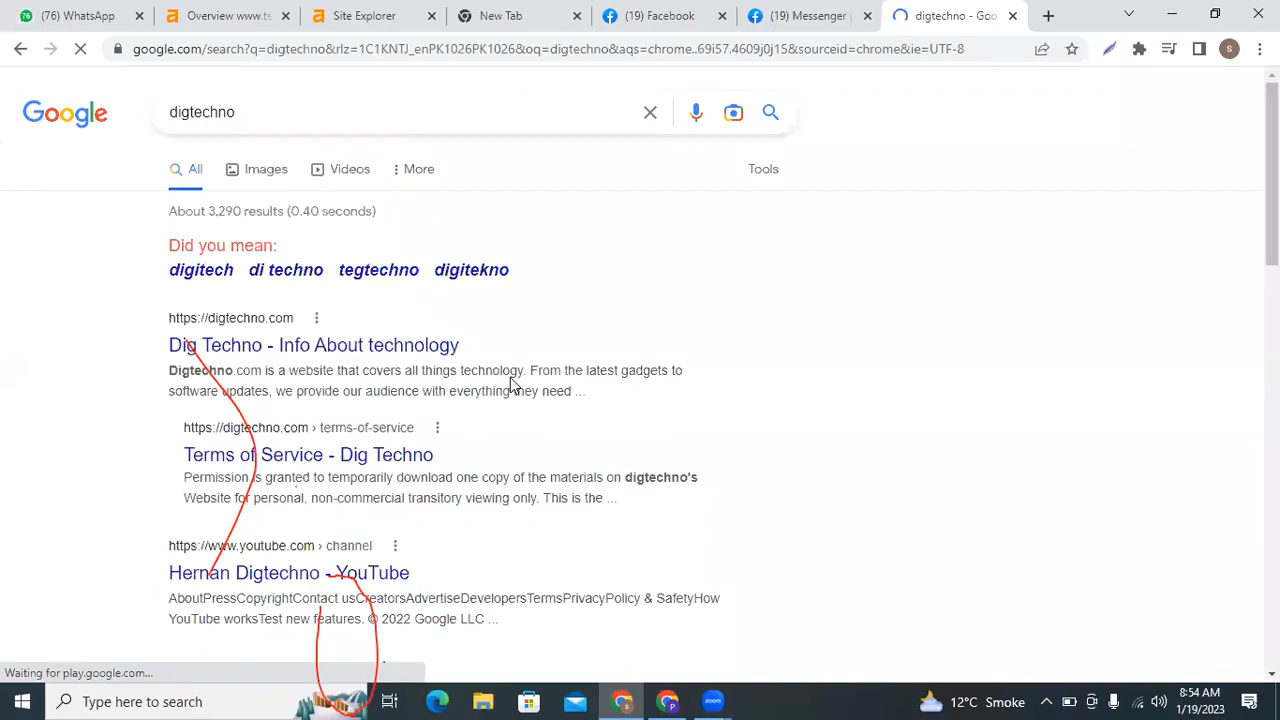 (76) WhatsApp
Overview www.ts
Site Explorer
New Tab
(19) Facebook
(19) Messenger
digtechno - Goo
google.com/search?q=digtechno&rlz=1C1KNTJ_enPK1026PK1026&oq=digtechno&aqs=chrome..69i57.4609j0j15&sourceid=chrome&ie=UTF-8
S
Google
digtechno
All
Images
Videos
More
Tools
About 3,290 results (0.40 seconds)
Did you mean:
digitech di techno tegtechno digitekno
https://digtechno.com
Dig Techno - Info About technology
Digtechno.com is a website that covers all things technology. From the latest gadgets to
software updates, we provide our audience with everything they need ...
https://digtechno.com › terms-of-service
Terms of Service - Dig Techno
Permission is granted to temporarily download one copy of the materials on digtechno's
Website for personal, non-commercial transitory viewing only. This is the ...
https://www.youtube.com › channel
Hernan Digtechno - YouTube
AboutPressCopyrightContact usCreatorsAdvertiseDevelopersTermsPrivacyPolicy & SafetyHow
YouTube worksTest new features. © 2022 Google LLC ...
Waiting for play.google.com...
Type here to search
zoom
12°C Smoke
8:54 AM
1/19/2023